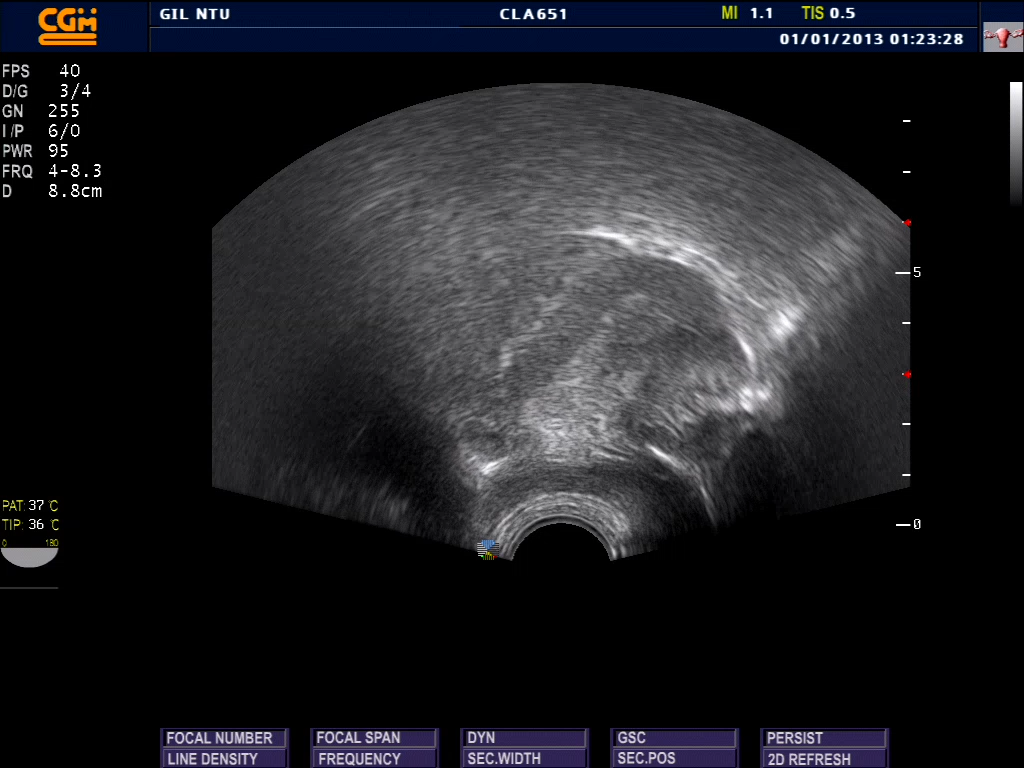 CGM
GIL NTU CLA651 MI 1.1 TIS 0.5
01/01/2013 01:23:28
FPS 40
D/G 3/4
GN 255
I/P 6/0
PWR 95
FRQ 4-8.3
D 8.8cm
5
PAT: 37 °C
TIP: 36 °C
0 180
0
FOCAL NUMBER FOCAL SPAN DYN GSC PERSIST
LINE DENSITY FREQUENCY SEC.WIDTH SEC.POS 2D REFRESH